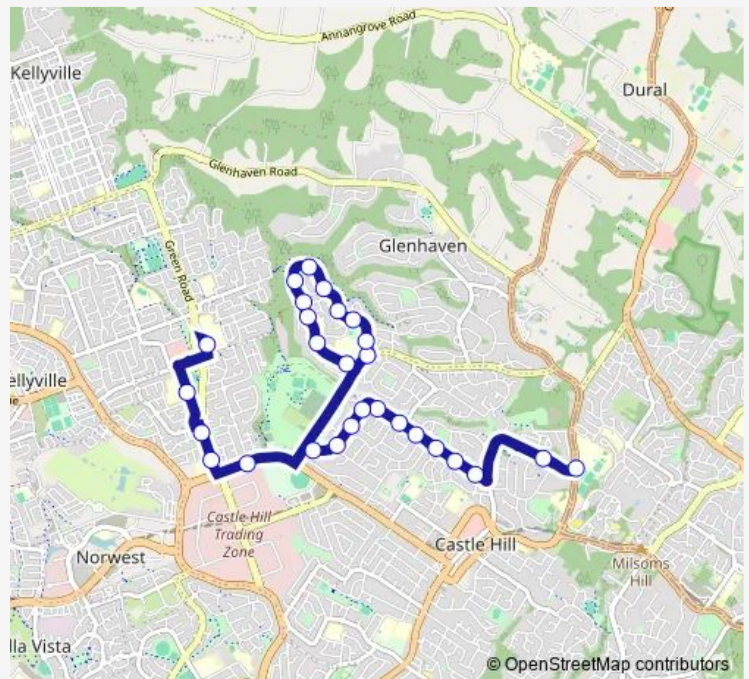 Annangrove Road
Kellyville
Dural
Glenhaven Road
Glenhaven
Green Road
ellyville
Castle Hill
Trading
Zone
Castle Hill
Norwest
Milsoms
Hill
lla Vista
© OpenStreetMap contributors